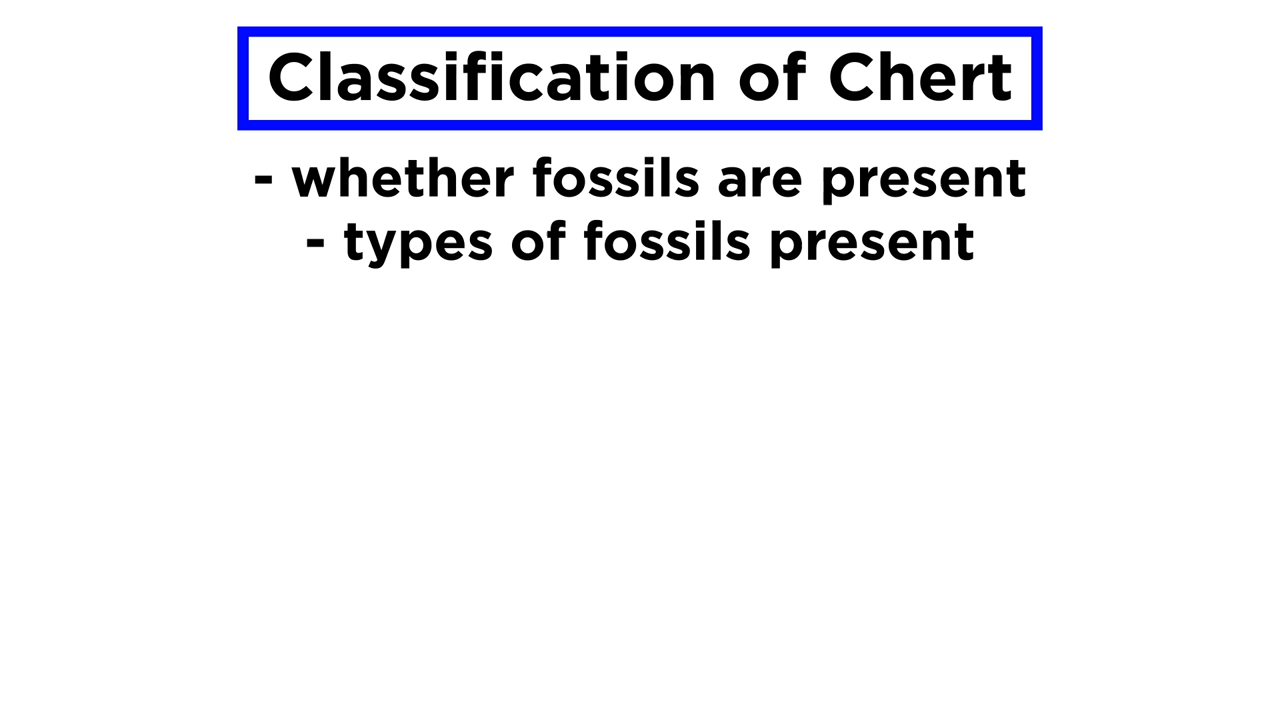 Classification of Chert
- whether fossils are present
- types of fossils present